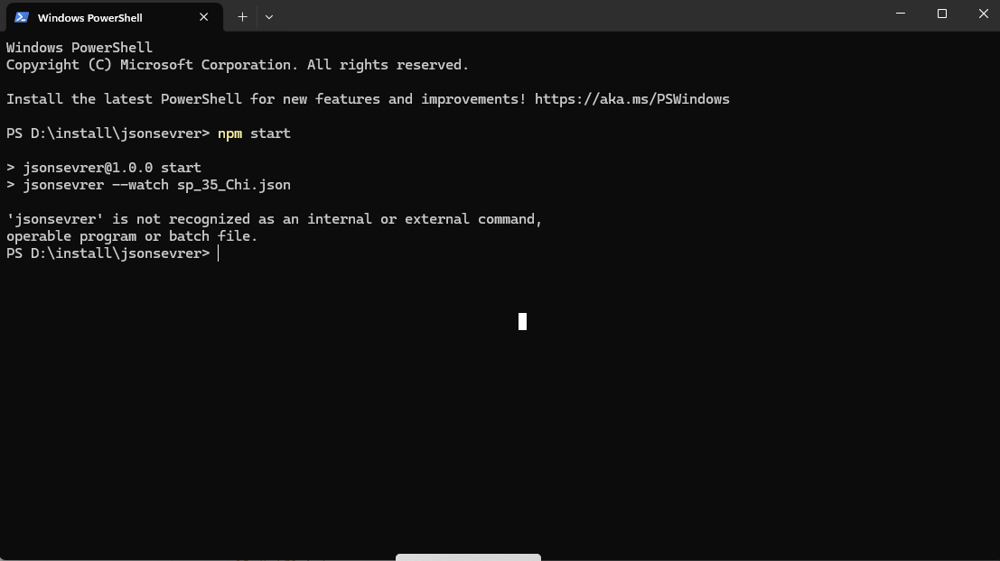 Windows PowerShell
Windows PowerShell
Copyright (C) Microsoft Corporation. All rights reserved.
Install the latest PowerShell for new features and improvements! https://aka.ms/PSWindows
PS D:\install\jsonsevrer> npm start
> jsonsevrer@1.0.0 start
> jsonsevrer --watch sp_35_Chi.json
'jsonsevrer' is not recognized as an internal or external command,
operable program or batch file.
PS D:\install\jsonsevrer>